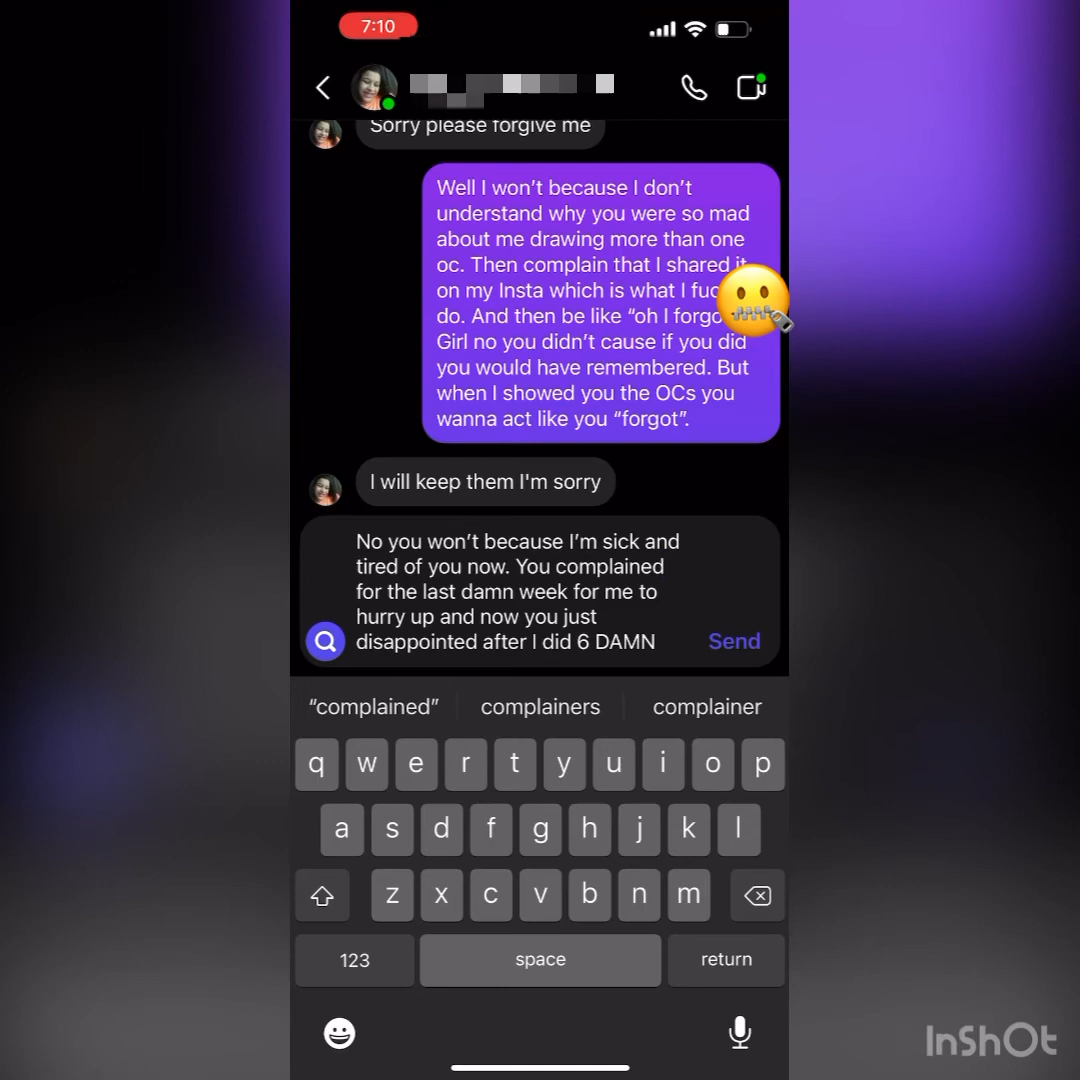 7:10
Sorry please forgive me
Well I won't because I don't
understand why you were so mad
about me drawing more than one
oc. Then complain that I shared it
on my Insta which is what I fuc
do. And then be like “oh I forgo
Girl no you didn't cause if you did
you would have remembered. But
when I showed you the OCs you
wanna act like you “forgot”.
I will keep them I'm sorry
No you won't because I'm sick and
tired of you now. You complained
for the last damn week for me to
hurry up and now you just
disappointed after I did 6 DAMN
Send
“complained” complainers complainer
q w e r t y u i o p
a s d f g h j k l
z x c v b n m
123 space return
InShOt